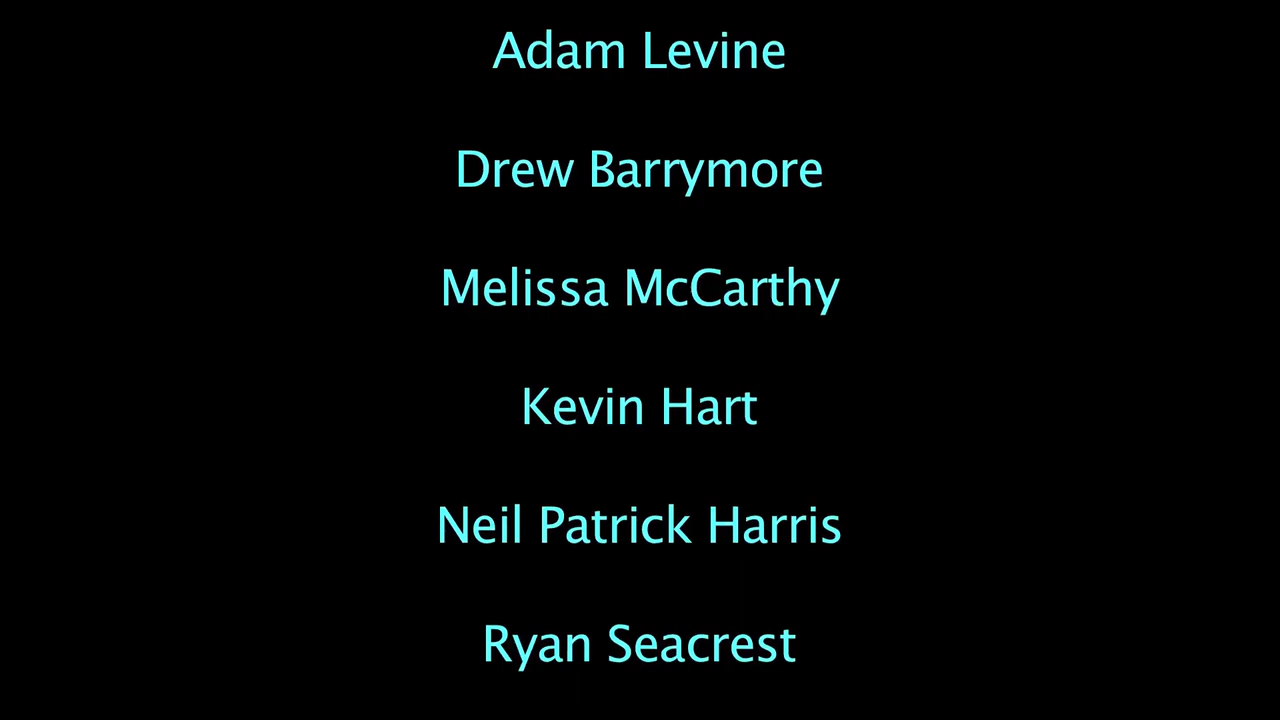 Adam Levine
Drew Barrymore
Melissa McCarthy
Kevin Hart
Neil Patrick Harris
Ryan Seacrest